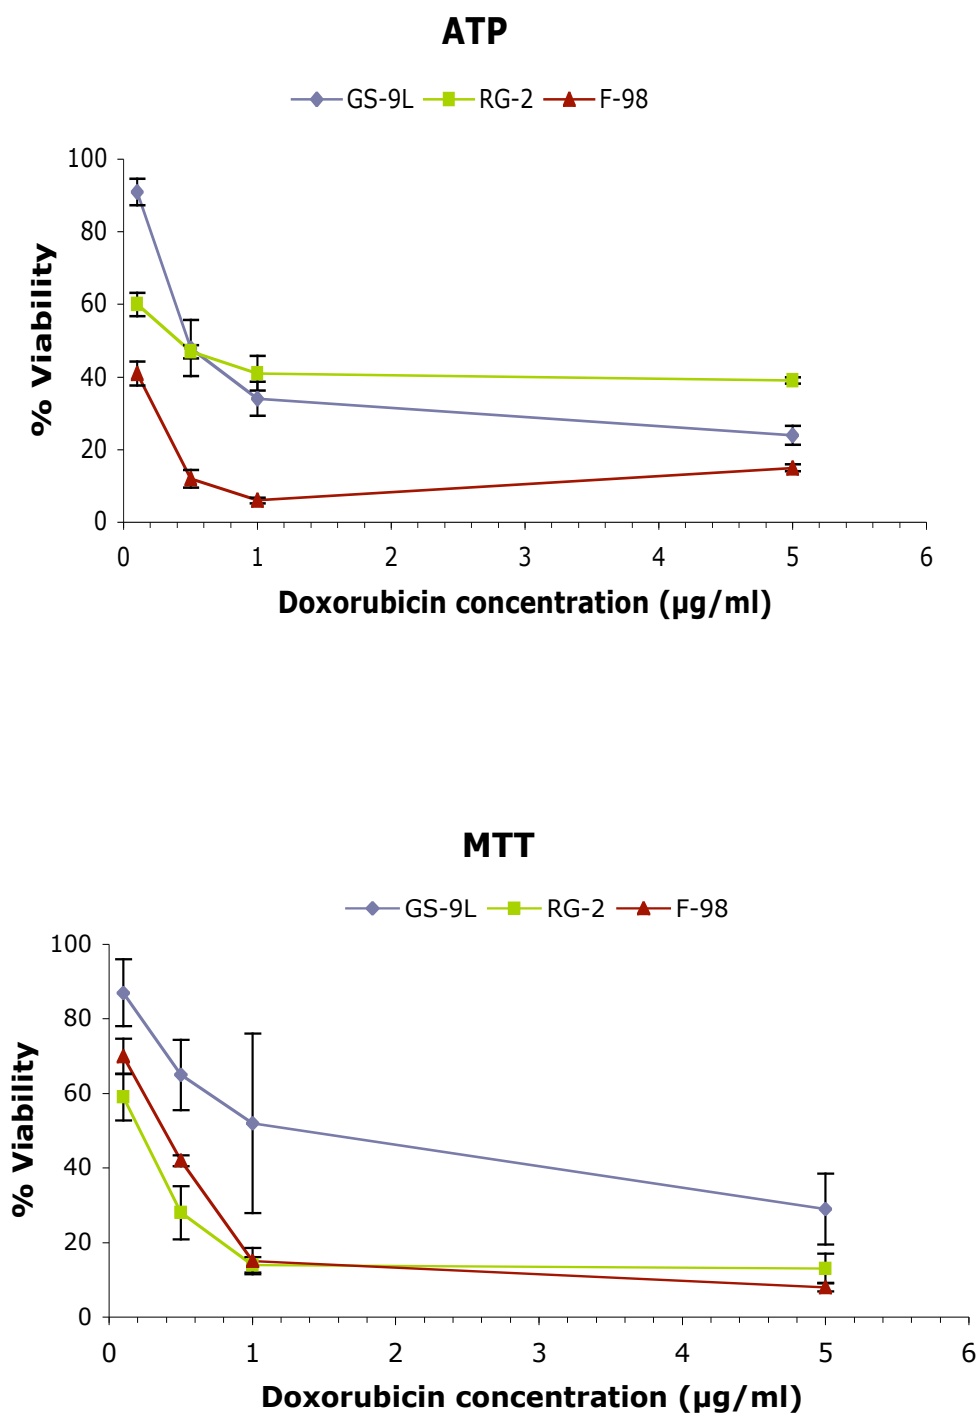 ATP
GS-9L RG-2 F-98
100
80
60
40
20
0
% Viability
0 1 2 3 4 5 6
Doxorubicin concentration (µg/ml)
MTT
GS-9L RG-2 F-98
100
80
60
40
20
0
% Viability
0 1 2 3 4 5 6
Doxorubicin concentration (µg/ml)